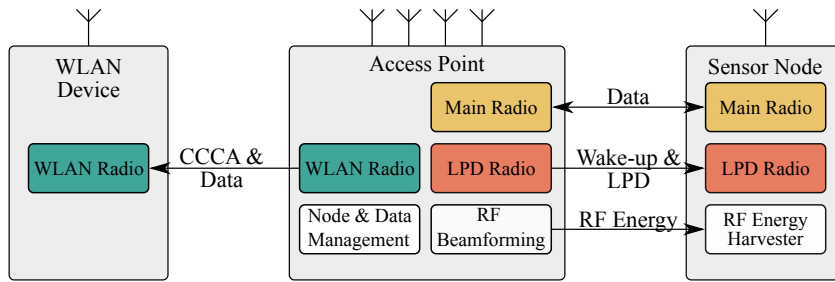 WLAN
Device
WLAN Radio
CCCA &
Data
Access Point
Main Radio
WLAN Radio
LPD Radio
Node & Data
Management
RF
Beamforming
Data
Wake-up &
LPD
RF Energy
Sensor Node
Main Radio
LPD Radio
RF Energy
Harvester